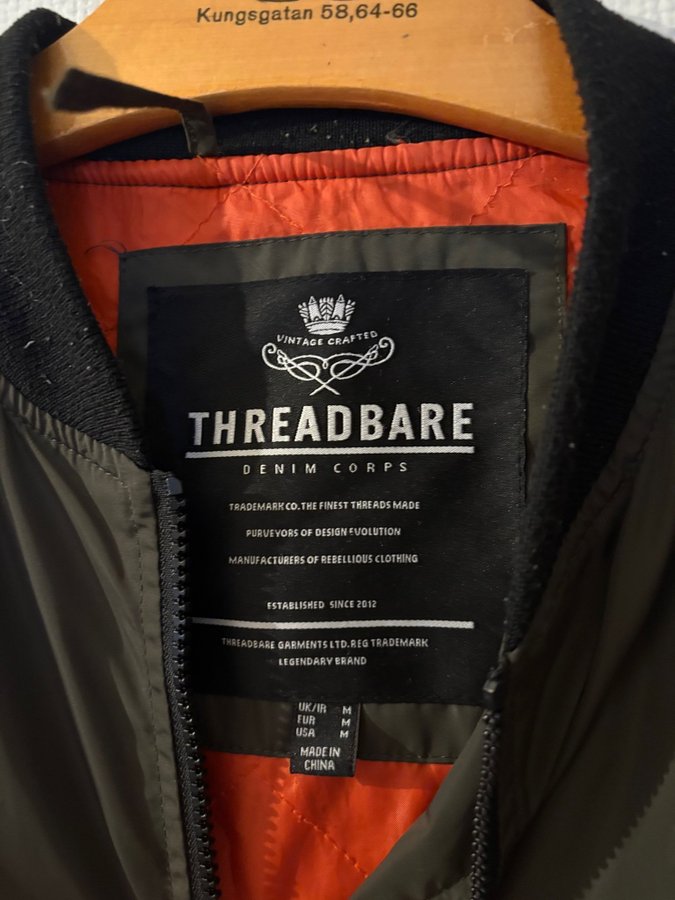 Kungsgatan 58,64-66
VINTAGE CRAFTED
THREADBARE
DENIM CORPS
TRADEMARK CO. THE FINEST THREADS MADE
PURVEYORS OF DESIGN EVOLUTION
MANUFACTURERS OF REBELLIOUS CLOTHING
ESTABLISHED SINCE 2012
THREADBARE GARMENTS LTD. REG TRADEMARK
LEGENDARY BRAND
UK/IR M
EUR M
USA M
MADE IN
CHINA